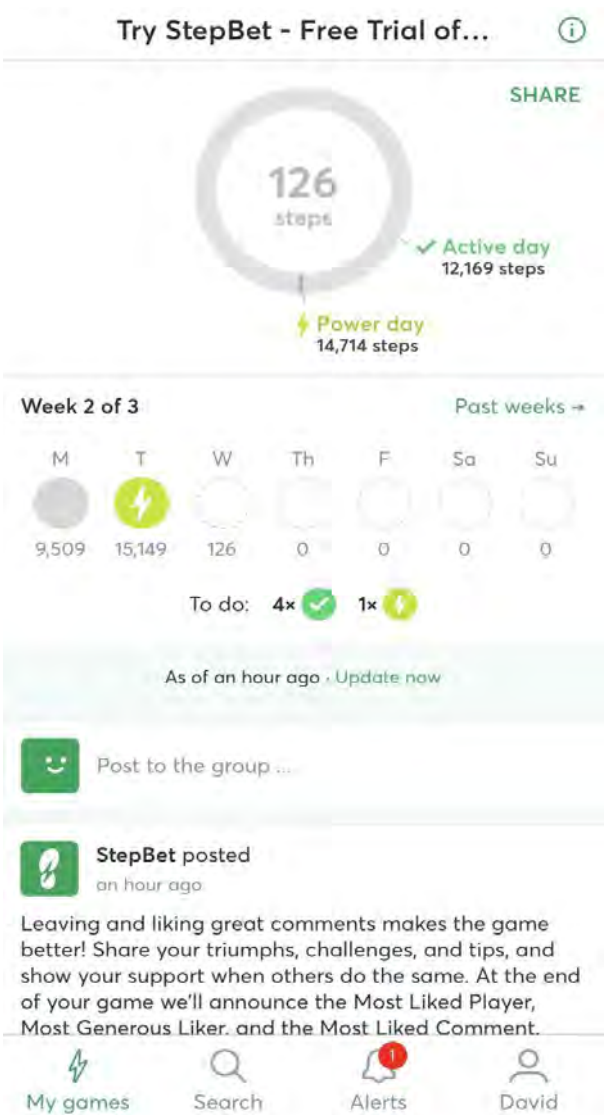 Try StepBet - Free Trial of...
SHARE
126
steps
Active day
12,169 steps
Power day
14,714 steps
Week 2 of 3
Past weeks →
M T W Th F Sa Su
9,509 15,149 126 0 0 0 0
To do: 4× 1×
As of an hour ago · Update now
Post to the group ...
StepBet posted
an hour ago
Leaving and liking great comments makes the game
better! Share your triumphs, challenges, and tips, and
show your support when others do the same. At the end
of your game we'll announce the Most Liked Player,
Most Generous Liker, and the Most Liked Comment.
1
My games Search Alerts David